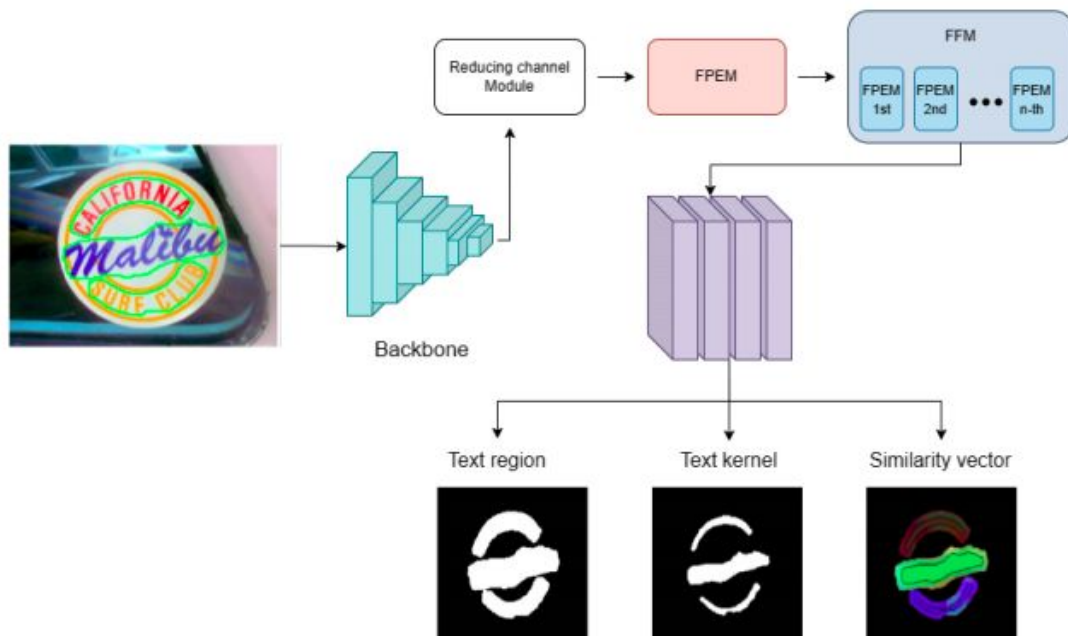 Reducing channel
Module
FPEM
FFM
FPEM
1st
FPEM
2nd
FPEM
n-th
CALIFORNIA
Malibu
SURF CLUB
Backbone
Text region
Text kernel
Similarity vector